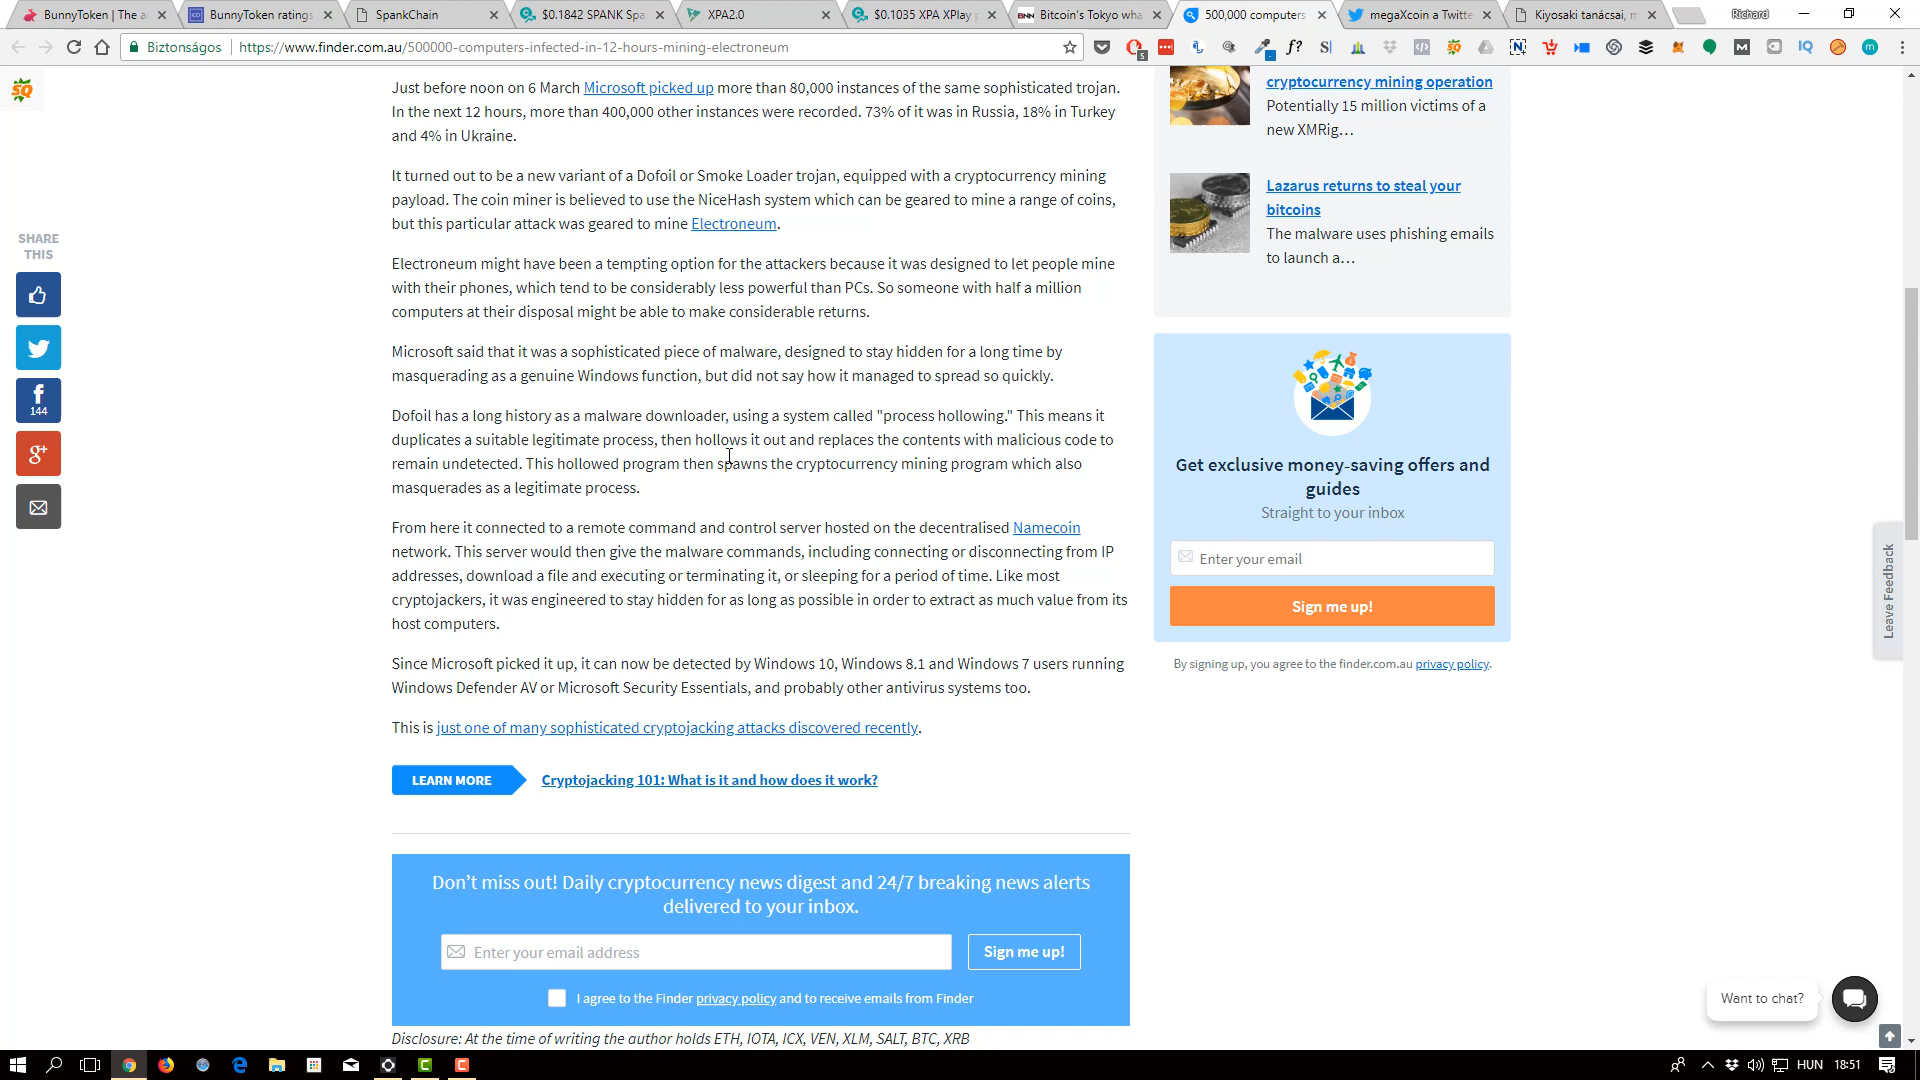 BunnyToken | The a
BunnyToken ratings
SpankChain
$0.1842 SPANK Spa
XPA2.0
$0.1035 XPA XPlay p
Bitcoin's Tokyo wha
500,000 computers
megaXcoin a Twitte
Kiyosaki tanácsai, m
Richard
Biztonságos
https://www.finder.com.au/500000-computers-infected-in-12-hours-mining-electroneum
Just before noon on 6 March Microsoft picked up more than 80,000 instances of the same sophisticated trojan.
In the next 12 hours, more than 400,000 other instances were recorded. 73% of it was in Russia, 18% in Turkey
and 4% in Ukraine.
It turned out to be a new variant of a Dofoil or Smoke Loader trojan, equipped with a cryptocurrency mining
payload. The coin miner is believed to use the NiceHash system which can be geared to mine a range of coins,
but this particular attack was geared to mine Electroneum.
Electroneum might have been a tempting option for the attackers because it was designed to let people mine
with their phones, which tend to be considerably less powerful than PCs. So someone with half a million
computers at their disposal might be able to make considerable returns.
Microsoft said that it was a sophisticated piece of malware, designed to stay hidden for a long time by
masquerading as a genuine Windows function, but did not say how it managed to spread so quickly.
Dofoil has a long history as a malware downloader, using a system called "process hollowing." This means it
duplicates a suitable legitimate process, then hollows it out and replaces the contents with malicious code to
remain undetected. This hollowed program then spawns the cryptocurrency mining program which also
masquerades as a legitimate process.
From here it connected to a remote command and control server hosted on the decentralised Namecoin
network. This server would then give the malware commands, including connecting or disconnecting from IP
addresses, download a file and executing or terminating it, or sleeping for a period of time. Like most
cryptojackers, it was engineered to stay hidden for as long as possible in order to extract as much value from its
host computers.
Since Microsoft picked it up, it can now be detected by Windows 10, Windows 8.1 and Windows 7 users running
Windows Defender AV or Microsoft Security Essentials, and probably other antivirus systems too.
This is just one of many sophisticated cryptojacking attacks discovered recently.
LEARN MORE
Cryptojacking 101: What is it and how does it work?
Don't miss out! Daily cryptocurrency news digest and 24/7 breaking news alerts
delivered to your inbox.
Enter your email address
Sign me up!
I agree to the Finder privacy policy and to receive emails from Finder
Disclosure: At the time of writing the author holds ETH, IOTA, ICX, VEN, XLM, SALT, BTC, XRB
SHARE
THIS
144
cryptocurrency mining operation
Potentially 15 million victims of a
new XMRig…
Lazarus returns to steal your
bitcoins
The malware uses phishing emails
to launch a…
Get exclusive money-saving offers and
guides
Straight to your inbox
Enter your email
Sign me up!
By signing up, you agree to the finder.com.au privacy policy.
Leave Feedback
Want to chat?
HUN
18:51